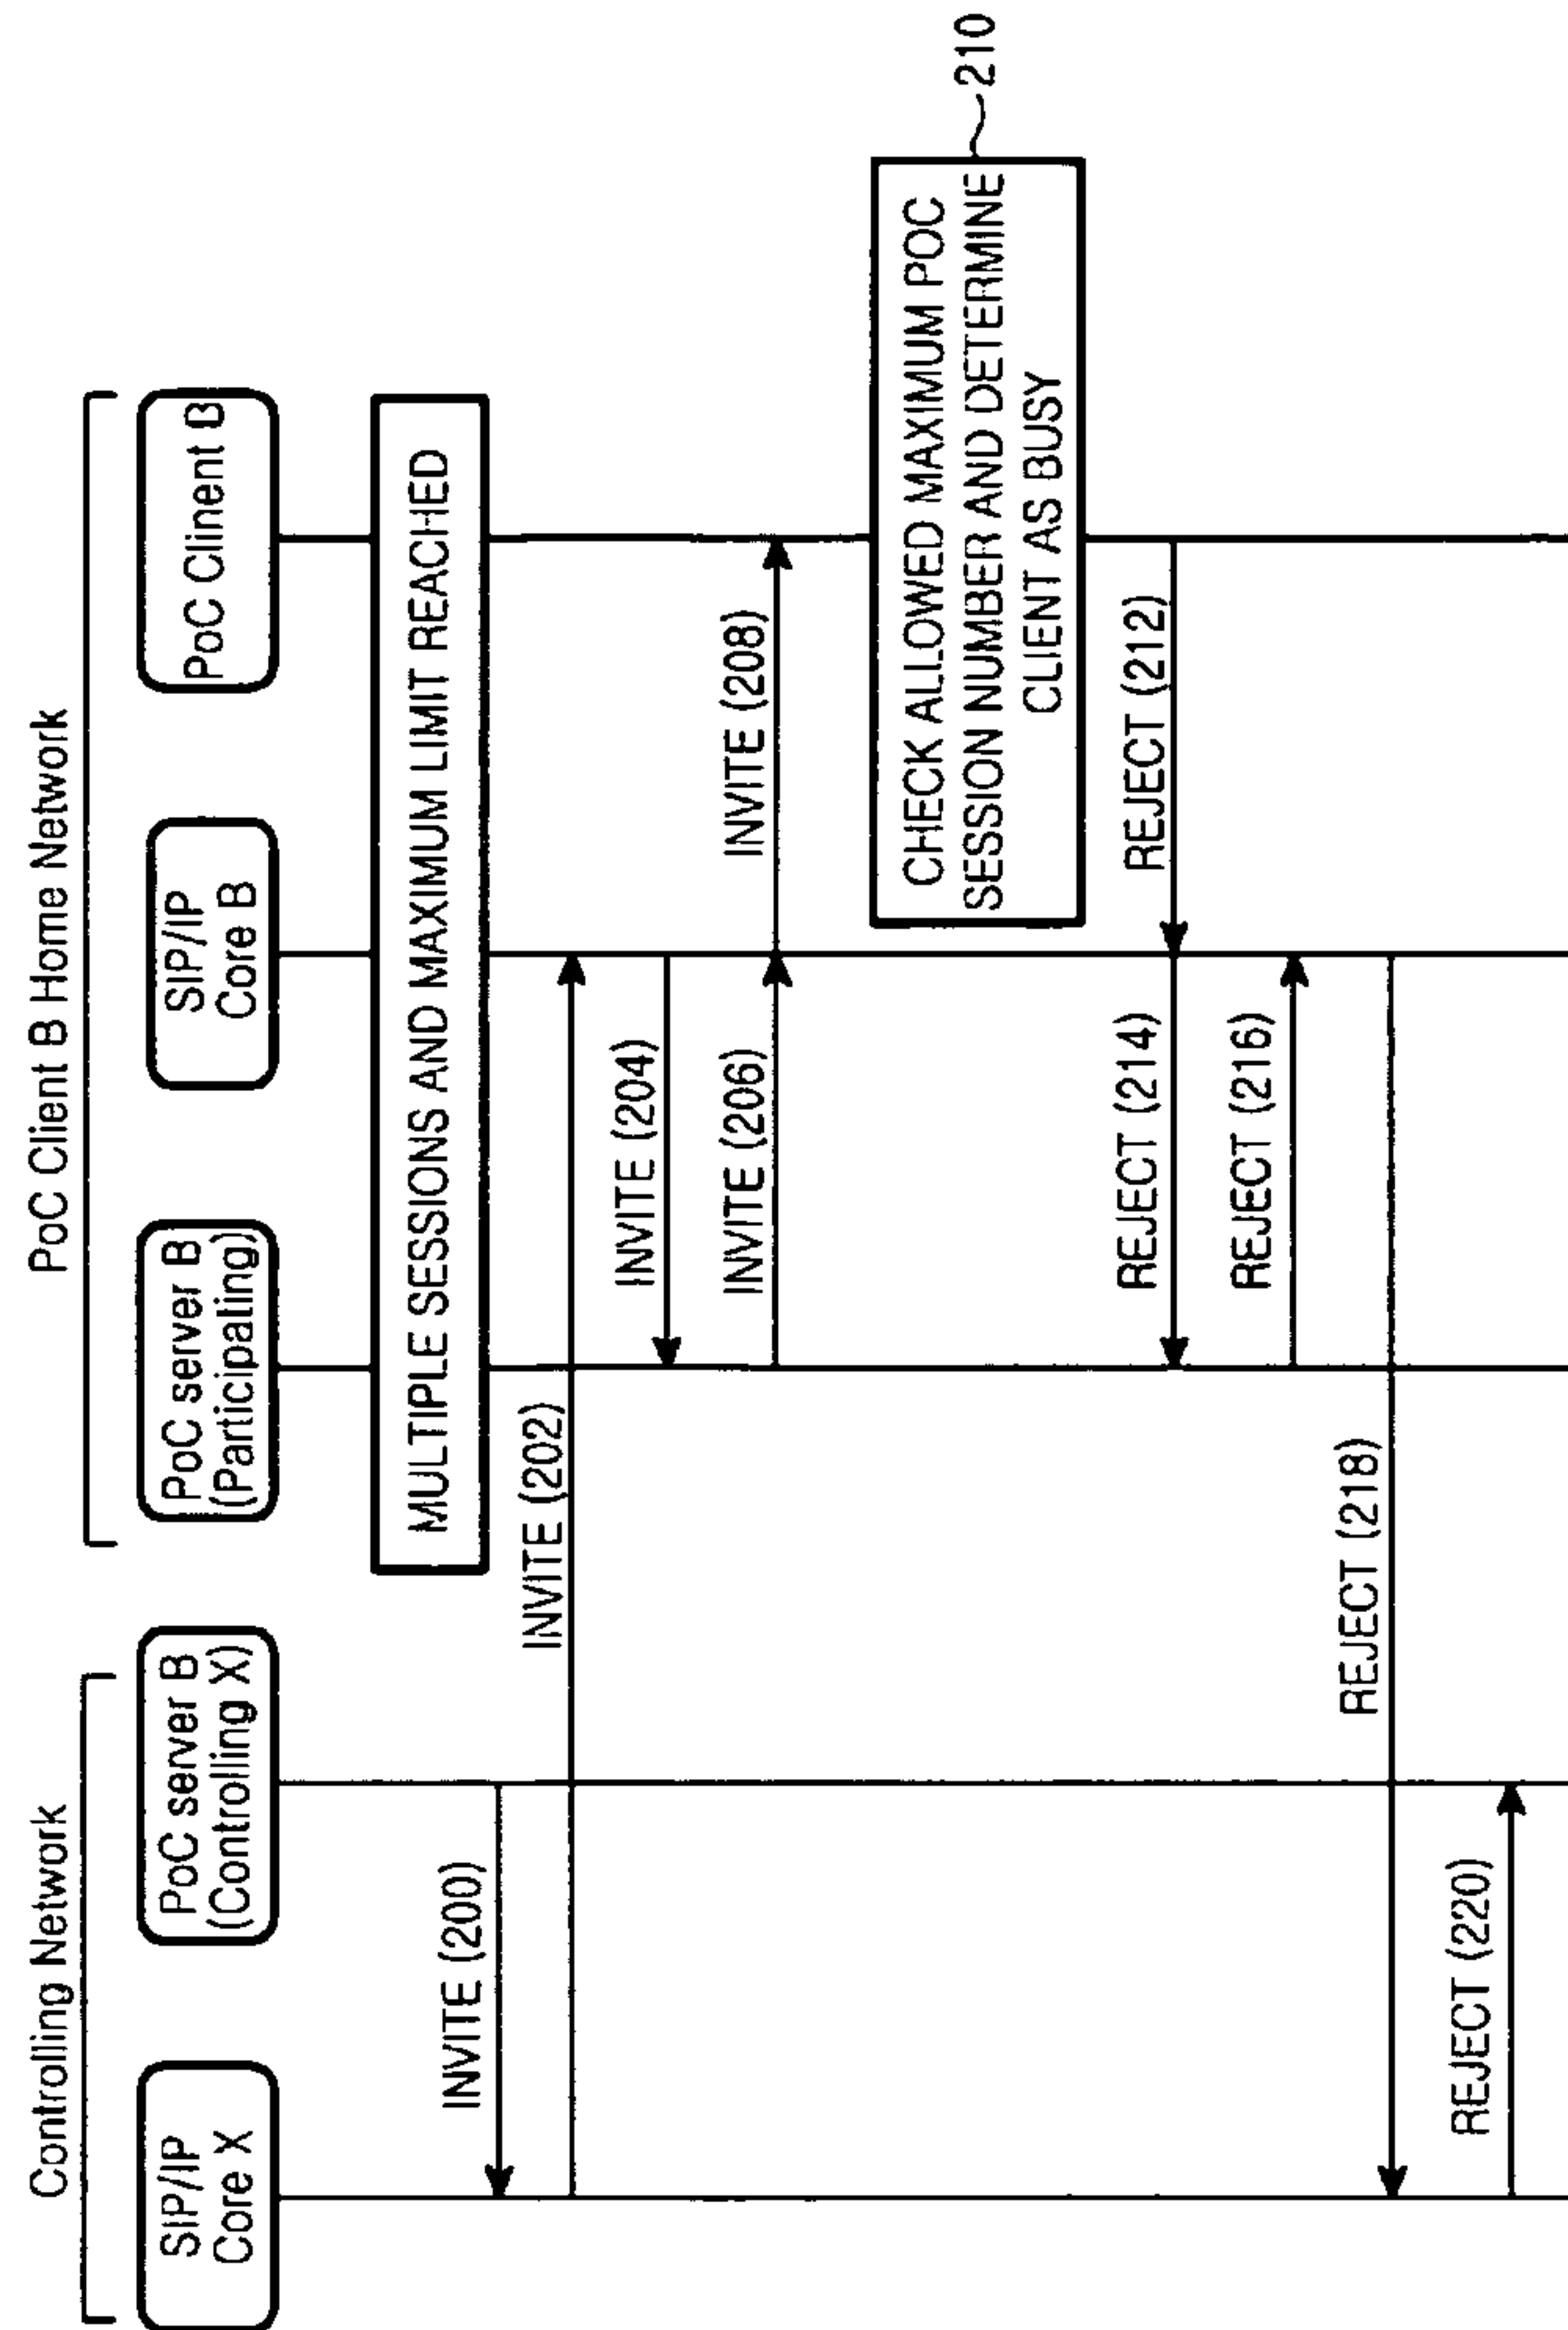 Controlling Network
PoC Client B Home Network
SIP/IP
Core X
PoC server B
(Controlling X)
PoC server B
(Participating)
SIP/IP
Core B
PoC Clinent B
MULTIPLE SESSIONS AND MAXIMUM LIMIT REACHED
INVITE (200)
INVITE (202)
INVITE (204)
INVITE (206)
INVITE (208)
CHECK ALLOWED MAXIMUM POC
SESSION NUMBER AND DETERMINE
CLIENT AS BUSY
210
REJECT (212)
REJECT (214)
REJECT (216)
REJECT (218)
REJECT (220)